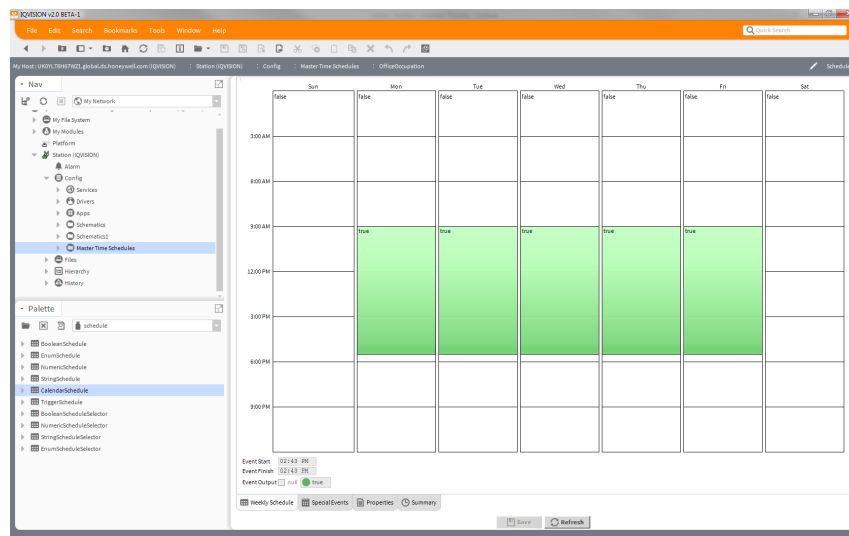 IQVISION v2.0 BETA-1
File Edit Search Bookmarks Tools Window Help
Quick Search
My Host : UK0YLT6H67WZ1.global.ds.honeywell.com (IQVISION) : Station (IQVISION) : Config : Master Time Schedules : OfficeOccupation Schedule
Nav
My Network
My File System
My Modules
Platform
Station (IQVISION)
Alarm
Config
Services
Drivers
Apps
Schematics
Schematics1
Master Time Schedules
Files
Hierarchy
History
Palette
schedule
BooleanSchedule
EnumSchedule
NumericSchedule
StringSchedule
CalendarSchedule
TriggerSchedule
BooleanScheduleSelector
NumericScheduleSelector
StringScheduleSelector
EnumScheduleSelector
Sun Mon Tue Wed Thu Fri Sat
false false false false false false false
3:00 AM
6:00 AM
9:00 AM
true true true true true
12:00 PM
3:00 PM
6:00 PM
9:00 PM
Event Start 02:43 PM
Event Finish 02:43 PM
Event Output null true
Weekly Schedule Special Events Properties Summary
Save Refresh